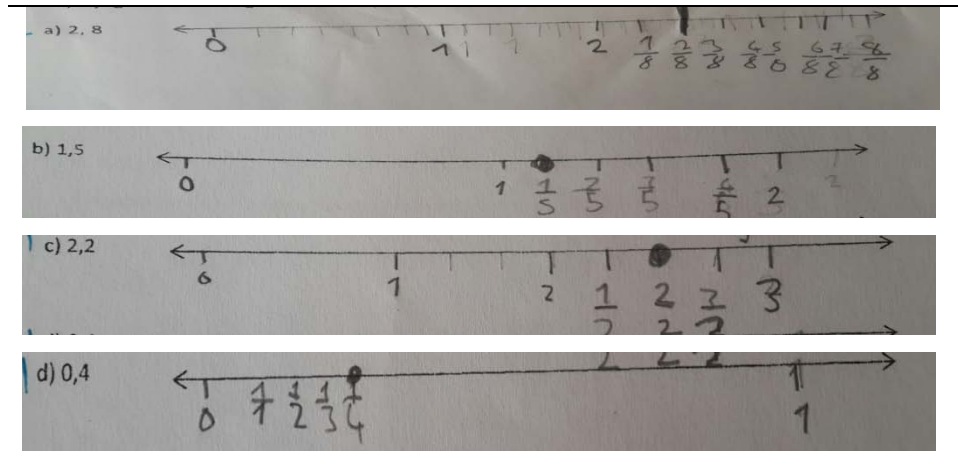 a) 2, 8
0 1 2 1/8 2/8 3/8 4/8 5/0 6/8 7/8 8/8
b) 1,5
0 1 1/5 2/5 3/5 4/5 2 2
c) 2,2
0 1 2 1/2 2/2 3/2 3
d) 0,4
0 1/1 1/2 1/3 1/4 1